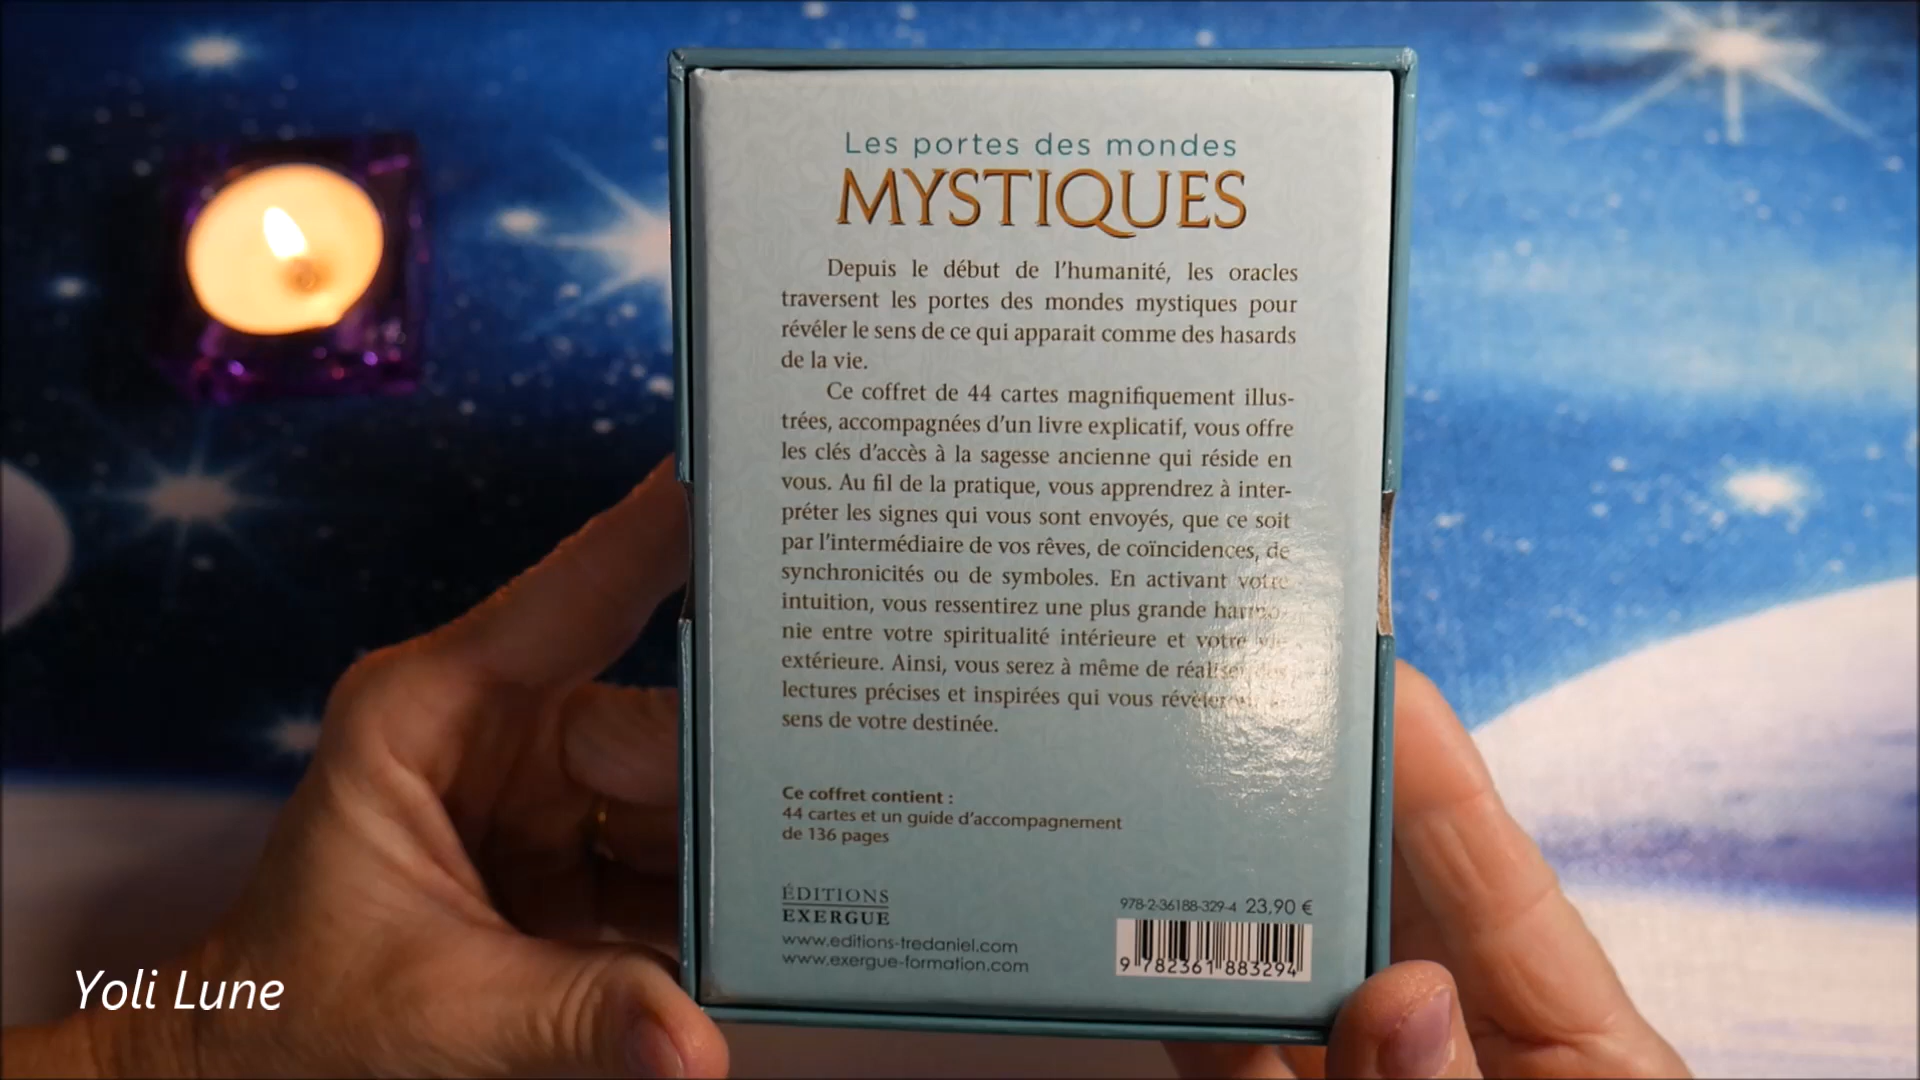 Les portes des mondes
MYSTIQUES
Depuis le début de l'humanité, les oracles
traversent les portes des mondes mystiques pour
révéler le sens de ce qui apparait comme des hasards
de la vie.
Ce coffret de 44 cartes magnifiquement illus-
trées, accompagnées d'un livre explicatif, vous offre
les clés d'accès à la sagesse ancienne qui réside en
vous. Au fil de la pratique, vous apprendrez à inter-
préter les signes qui vous sont envoyés, que ce soit
par l'intermédiaire de vos rêves, de coïncidences, de
synchronicités ou de symboles. En activant votre
intuition, vous ressentirez une plus grande harmo-
nie entre votre spiritualité intérieure et votre vie
extérieure. Ainsi, vous serez à même de réaliser des
lectures précises et inspirées qui vous
sens de votre destinée.
Ce coffret contient :
44 cartes et un guide d'accompagnement
de 136 pages
ÉDITIONS
EXERGUE
www.editions-tredaniel.com
www.exergue-formation.com
978-2-36188-329-4 23,90 €
9 782361 883294
Yoli Lune